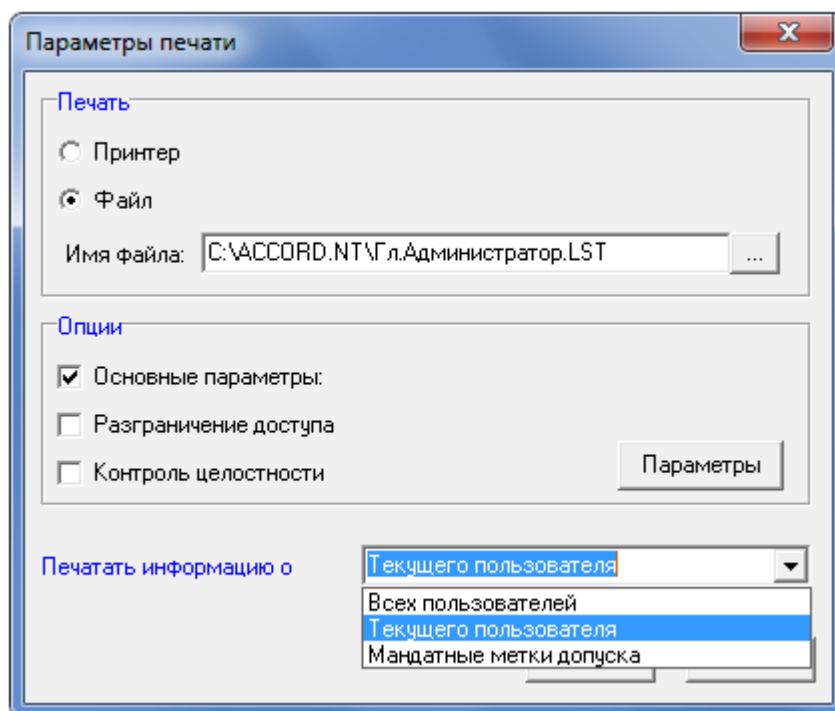 Параметры печати
Печать
Принтер
Файл
Имя файла: C:\ACCORD.NT\Гл.Администратор.LST ...
Опции
Основные параметры:
Разграничение доступа
Контроль целостности
Параметры
Печатать информацию о Текущего пользователя
Всех пользователей
Текущего пользователя
Мандатные метки допуска